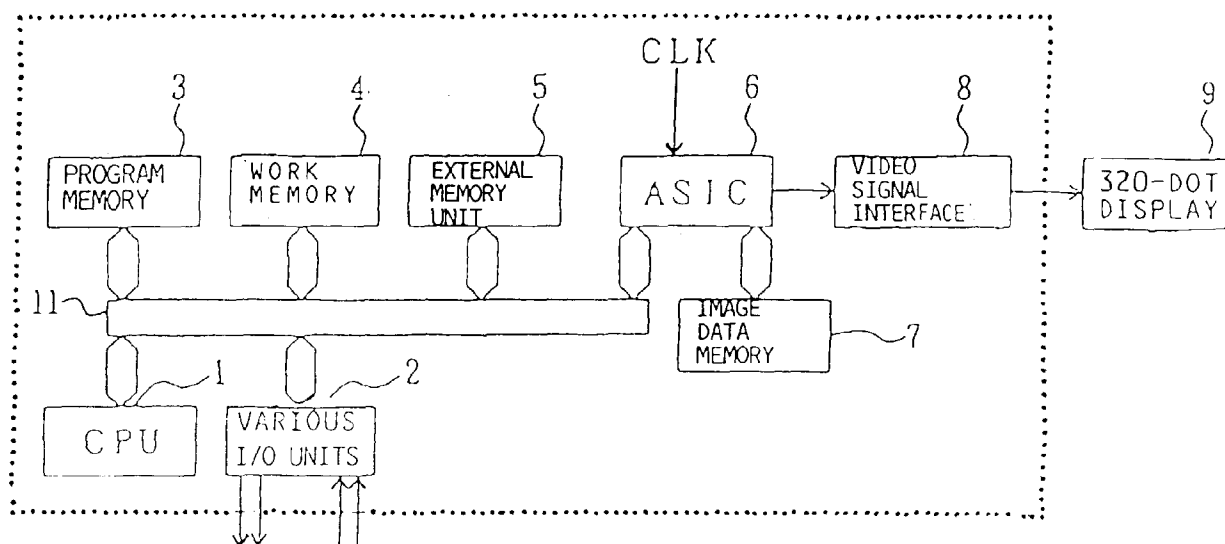 CLK
3
4
5
6
8
9
PROGRAM
MEMORY
WORK
MEMORY
EXTERNAL
MEMORY
UNIT
ASIC
VIDEO
SIGNAL
INTERFACE
320-DOT
DISPLAY
11
IMAGE
DATA
MEMORY
7
1
2
CPU
VARIOUS
I/O UNITS